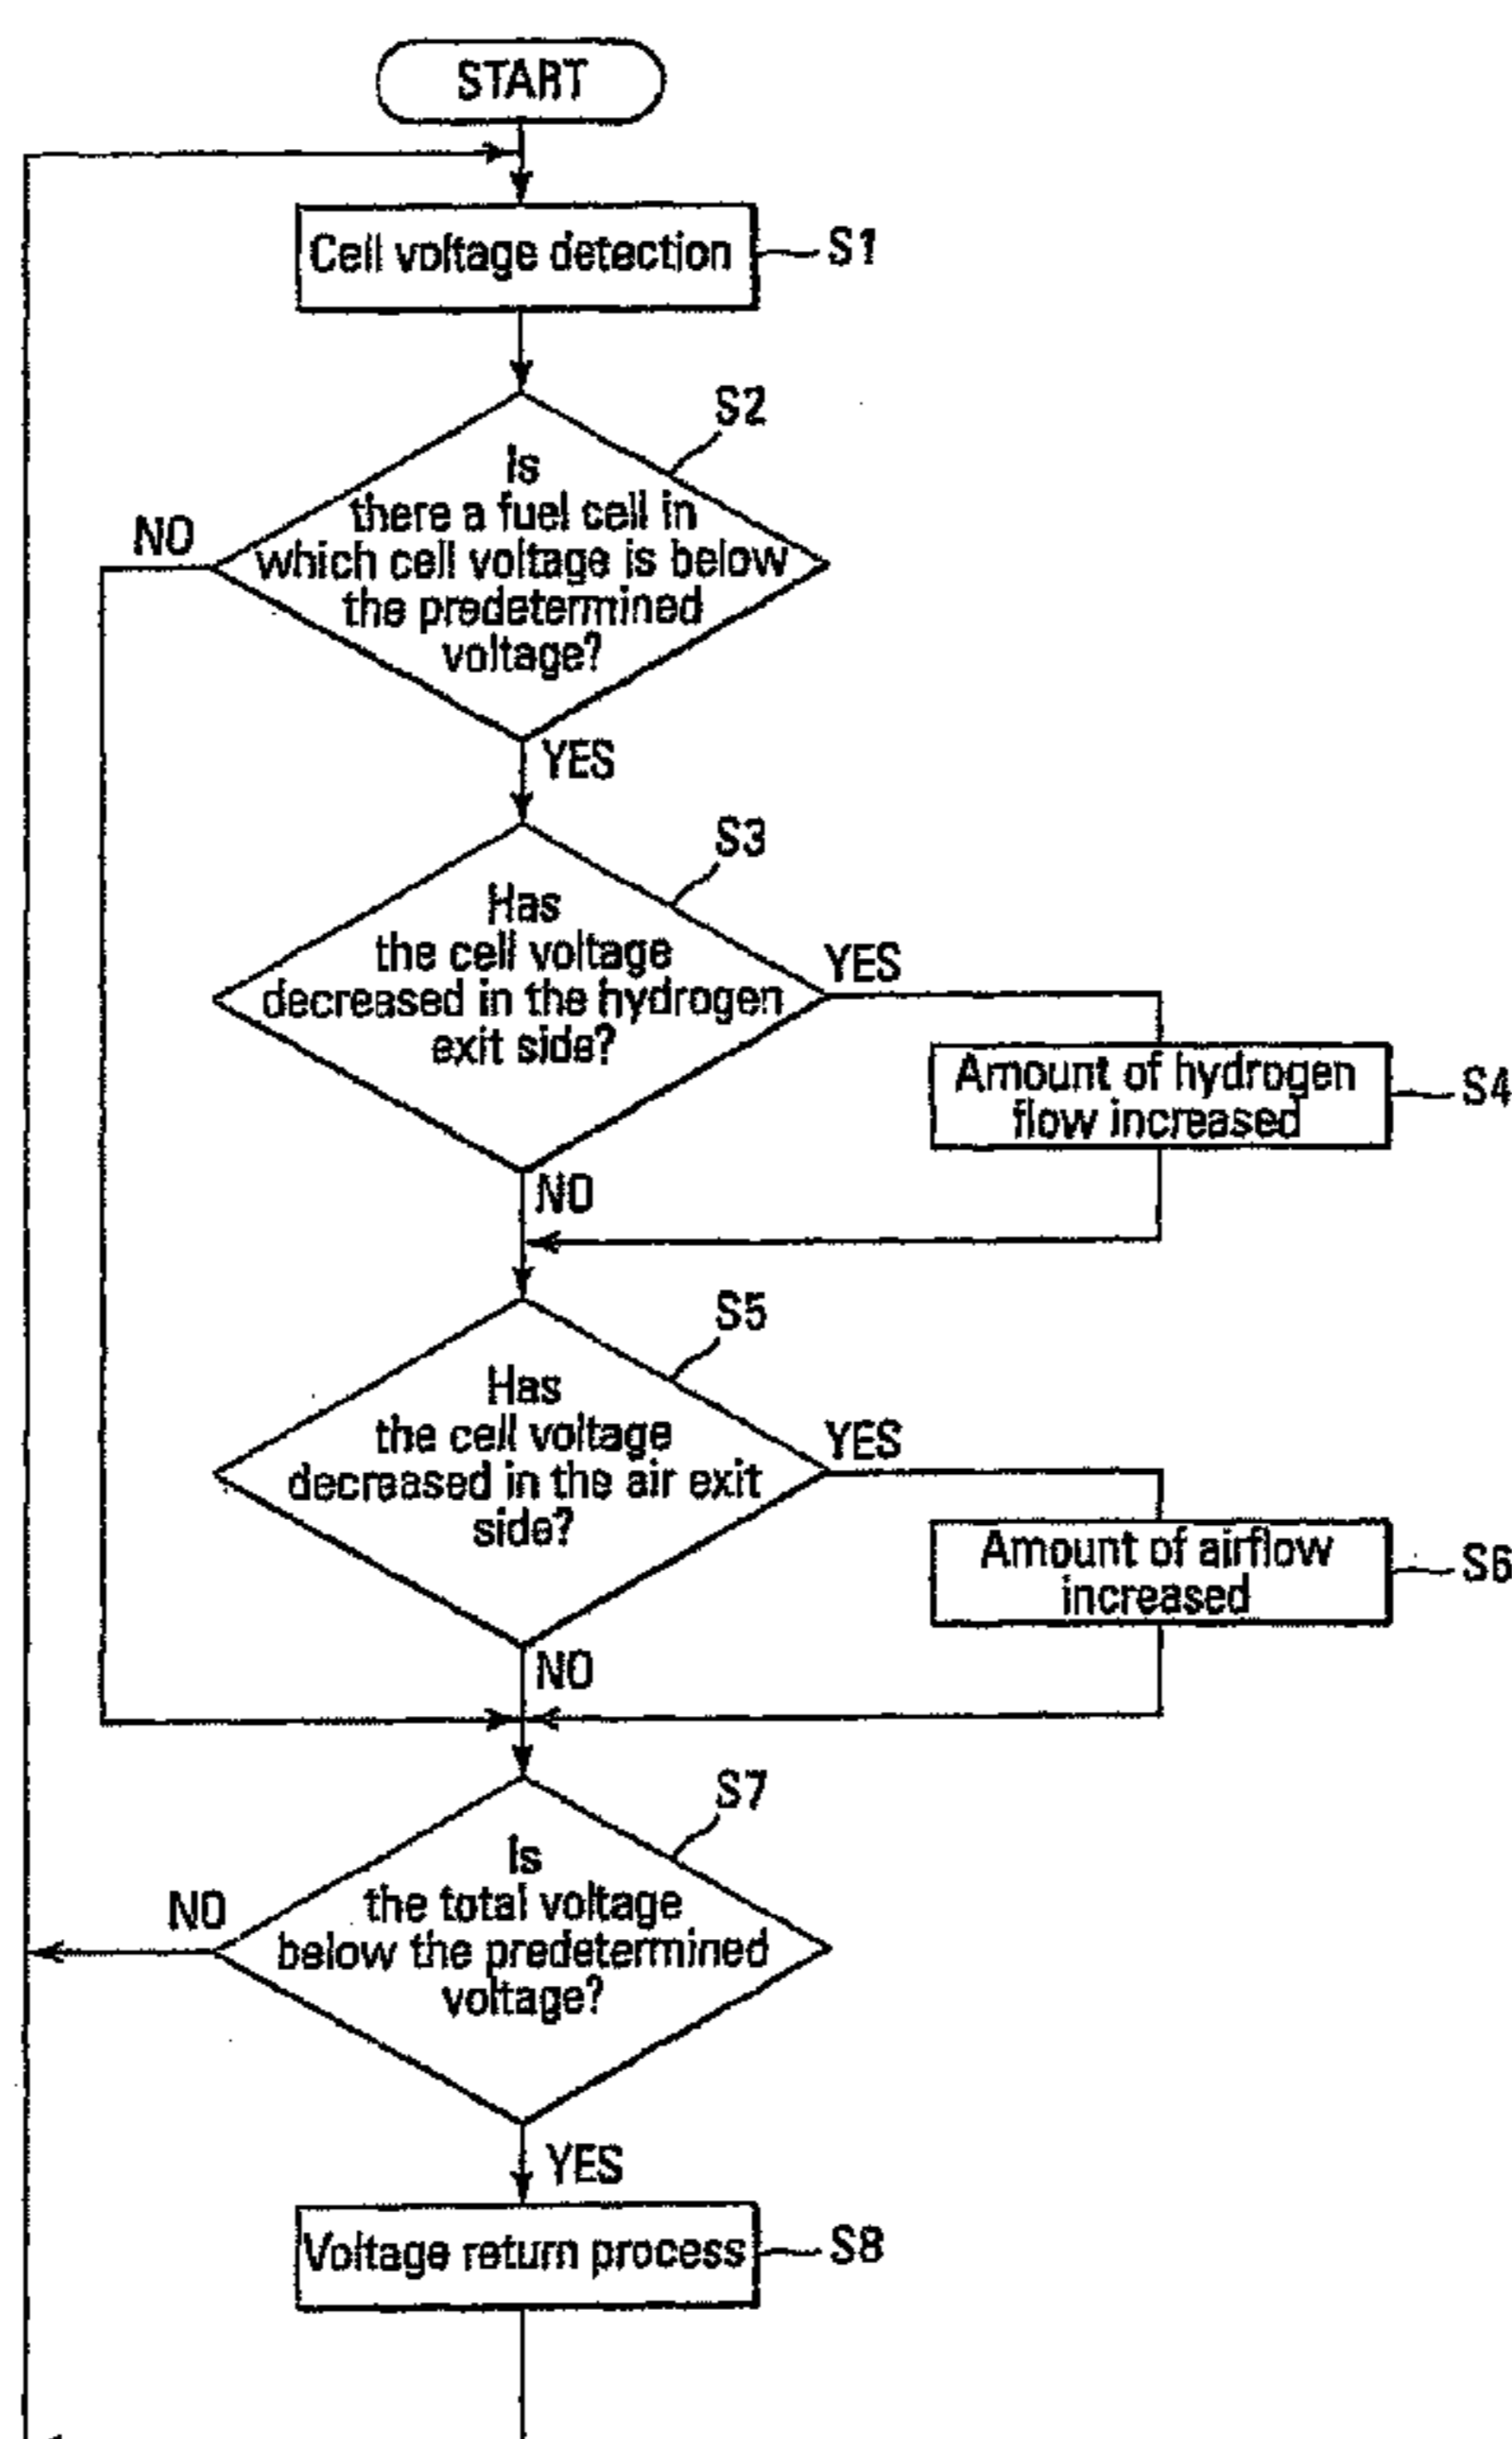 START
Cell voltage detection
S1
S2
Is
there a fuel cell in
which cell voltage is below
the predetermined
voltage?
NO
YES
S3
Has
the cell voltage
decreased in the hydrogen
exit side?
YES
Amount of hydrogen
flow increased
S4
NO
S5
Has
the cell voltage
decreased in the air exit
side?
YES
Amount of airflow
increased
S6
NO
S7
Is
the total voltage
below the predetermined
voltage?
NO
YES
Voltage return process
S8